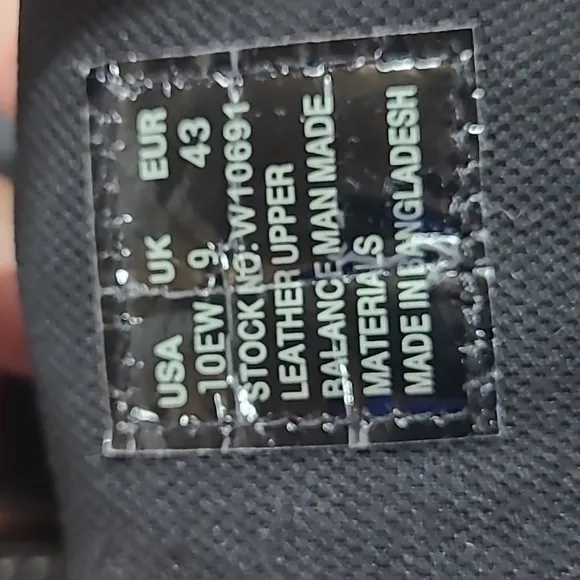 USA UK EUR
10EW 9 43
STOCK NO: W10691
LEATHER UPPER
BALANCE MAN MADE
MATERIALS
MADE IN BANGLADESH